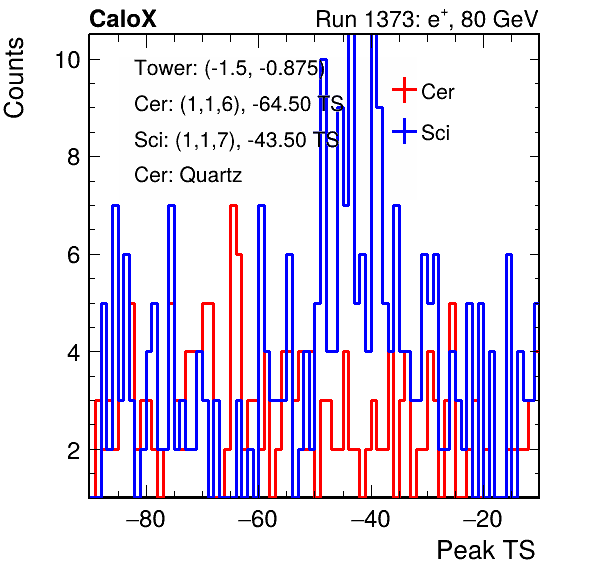 CaloX Run 1373: e⁺, 80 GeV
Counts
10
8
6
4
2
Tower: (-1.5, -0.875)
Cer: (1,1,6), -64.50 TS
Sci: (1,1,7), -43.50 TS
Cer: Quartz
Cer
Sci
−80 −60 −40 −20
Peak TS